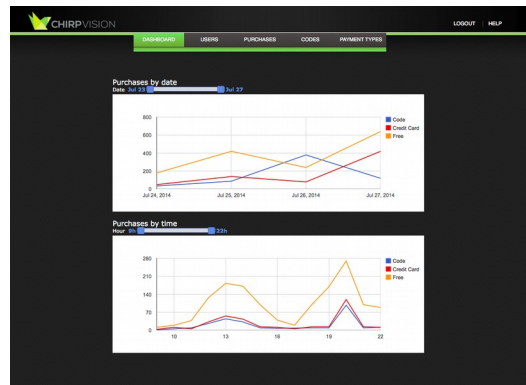 CHIRPVISION
LOGOUT | HELP
DASHBOARD USERS PURCHASES CODES PAYMENT TYPES
Purchases by date
Date Jul 23 Jul 27
800
600
400
200
0
Jul 24, 2014 Jul 25, 2014 Jul 26, 2014 Jul 27, 2014
Code
Credit Card
Free
Purchases by time
Hour 9h 22h
280
210
140
70
0
10 13 16 19 22
Code
Credit Card
Free